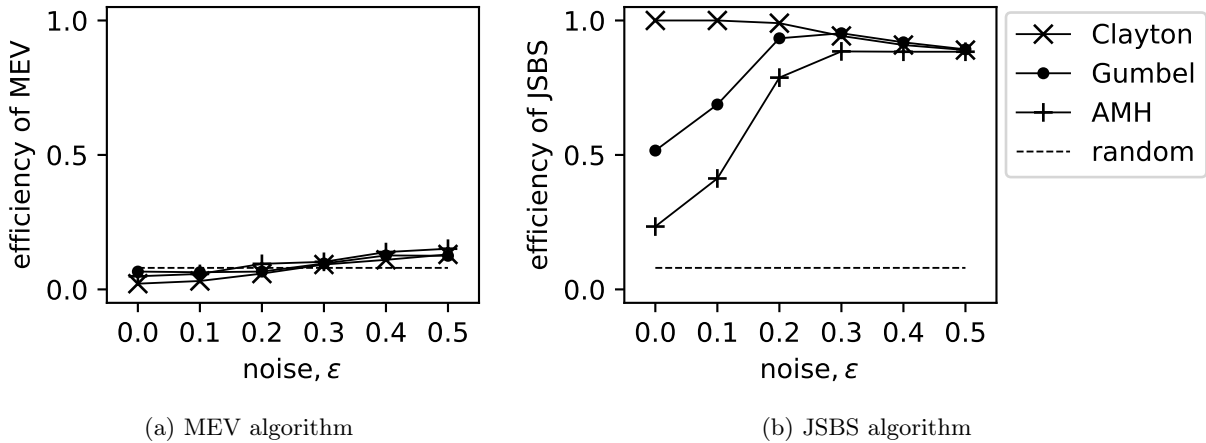 efficiency of MEV
1.0
0.5
0.0
0.0 0.1 0.2 0.3 0.4 0.5
noise, ε
(a) MEV algorithm
efficiency of JSBS
1.0
0.5
0.0
0.0 0.1 0.2 0.3 0.4 0.5
noise, ε
(b) JSBS algorithm
Clayton
Gumbel
AMH
random